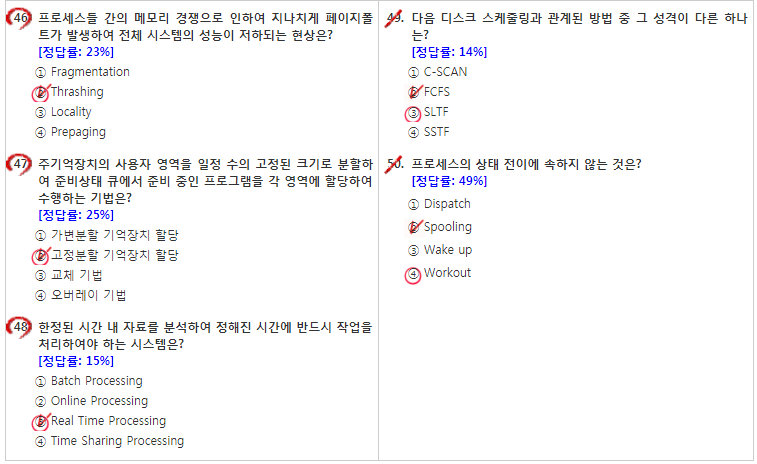 46. 프로세스들 간의 메모리 경쟁으로 인하여 지나치게 페이지폴
트가 발생하여 전체 시스템의 성능이 저하되는 현상은?
[정답률: 23%]
① Fragmentation
② Thrashing
③ Locality
④ Prepaging
47. 주기억장치의 사용자 영역을 일정 수의 고정된 크기로 분할하
여 준비상태 큐에서 준비 중인 프로그램을 각 영역에 할당하여
수행하는 기법은?
[정답률: 25%]
① 가변분할 기억장치 할당
② 고정분할 기억장치 할당
③ 교체 기법
④ 오버레이 기법
48. 한정된 시간 내 자료를 분석하여 정해진 시간에 반드시 작업을
처리하여야 하는 시스템은?
[정답률: 15%]
① Batch Processing
② Online Processing
③ Real Time Processing
④ Time Sharing Processing
49. 다음 디스크 스케줄링과 관계된 방법 중 그 성격이 다른 하나
는?
[정답률: 14%]
① C-SCAN
② FCFS
③ SLTF
④ SSTF
50. 프로세스의 상태 전이에 속하지 않는 것은?
[정답률: 49%]
① Dispatch
② Spooling
③ Wake up
④ Workout